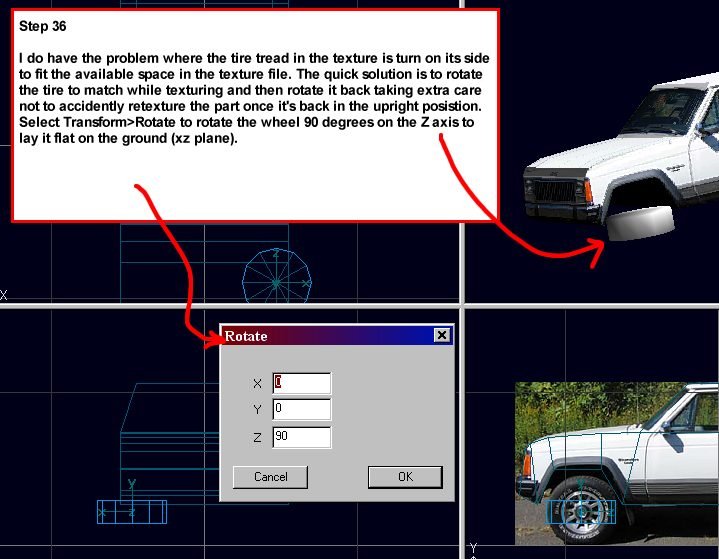 Step 36
I do have the problem where the tire tread in the texture is turn on its side
to fit the available space in the texture file. The quick solution is to rotate
the tire to match while texturing and then rotate it back taking extra care
not to accidently retexture the part once it's back in the upright posistion.
Select Transform>Rotate to rotate the wheel 90 degrees on the Z axis to
lay it flat on the ground (xz plane).
Z
X
X
Rotate
X 0
Y 0
Z 90
Cancel OK
Y
X Z
Y